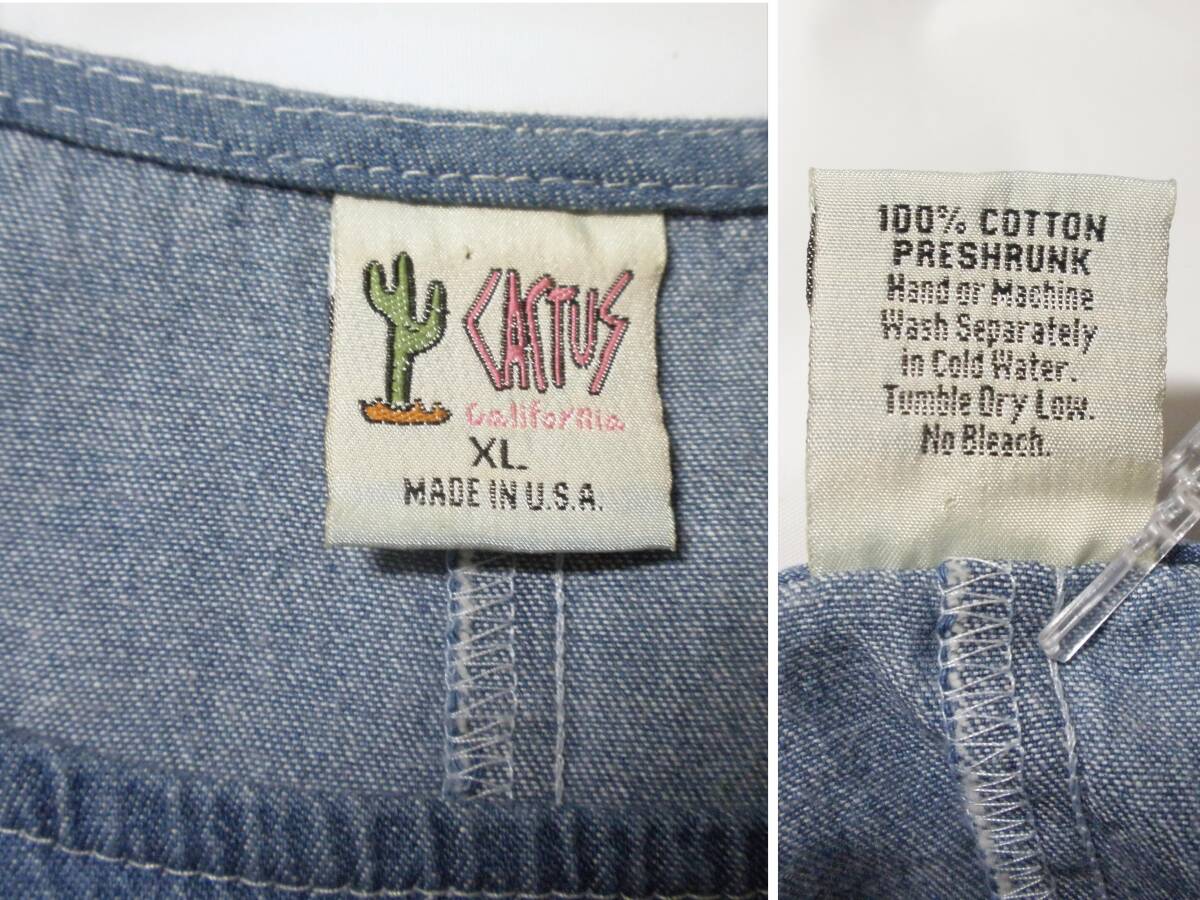 CACTUS
California
XL
MADE IN U.S.A.
100% COTTON
PRESHRUNK
Hand or Machine
Wash Separately
in Cold Water.
Tumble Dry Low.
No Bleach.